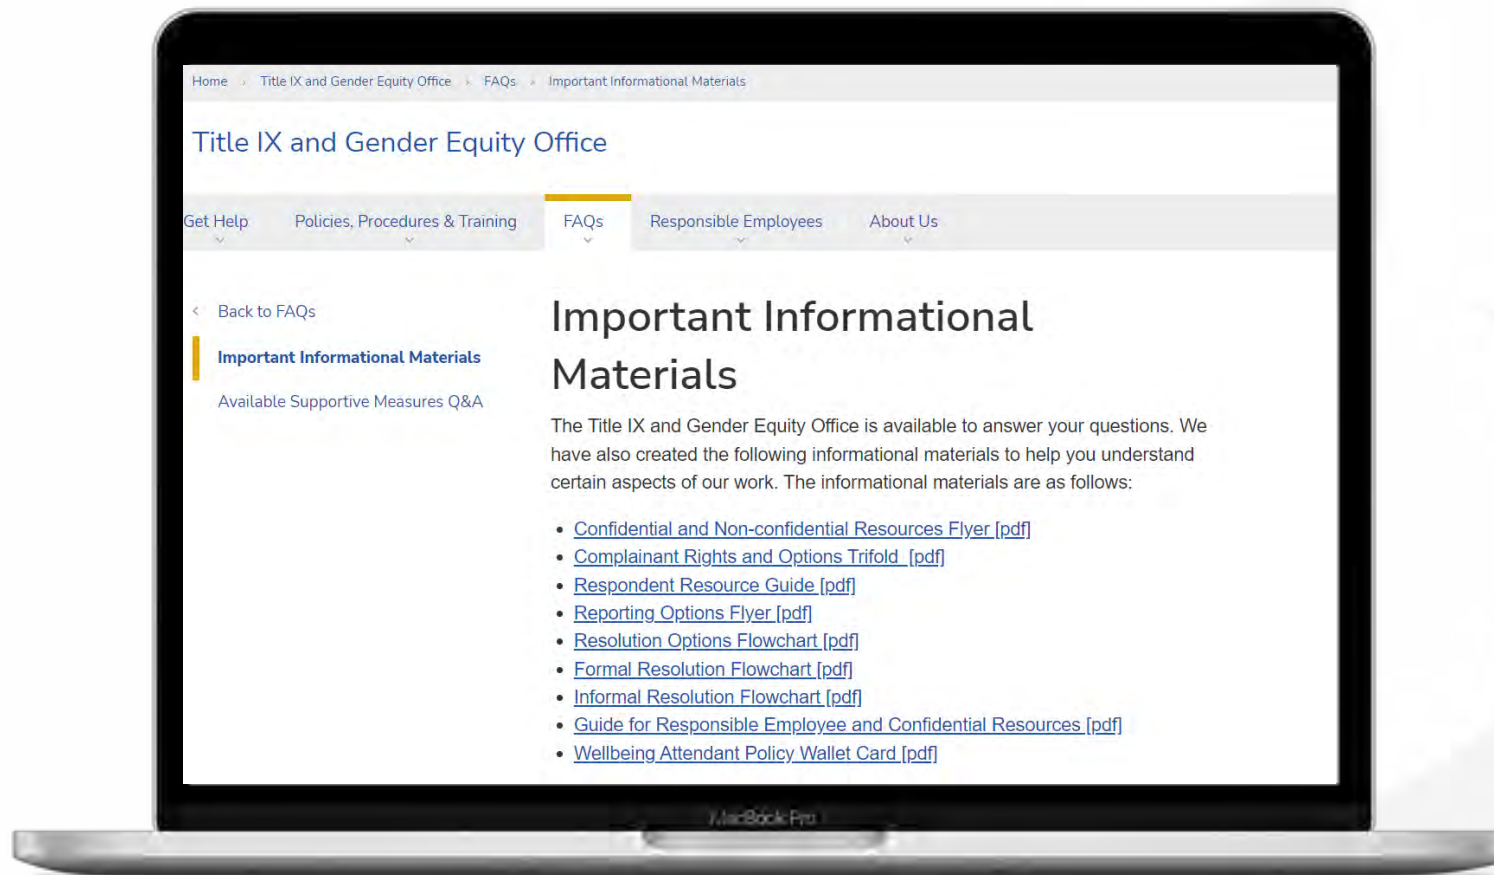 Home › Title IX and Gender Equity Office › FAQs › Important Informational Materials
Title IX and Gender Equity Office
Get Help Policies, Procedures & Training FAQs Responsible Employees About Us
‹ Back to FAQs
Important Informational Materials
Available Supportive Measures Q&A
Important Informational
Materials
The Title IX and Gender Equity Office is available to answer your questions. We
have also created the following informational materials to help you understand
certain aspects of our work. The informational materials are as follows:
• Confidential and Non-confidential Resources Flyer [pdf]
• Complainant Rights and Options Trifold [pdf]
• Respondent Resource Guide [pdf]
• Reporting Options Flyer [pdf]
• Resolution Options Flowchart [pdf]
• Formal Resolution Flowchart [pdf]
• Informal Resolution Flowchart [pdf]
• Guide for Responsible Employee and Confidential Resources [pdf]
• Wellbeing Attendant Policy Wallet Card [pdf]
MacBook Pro